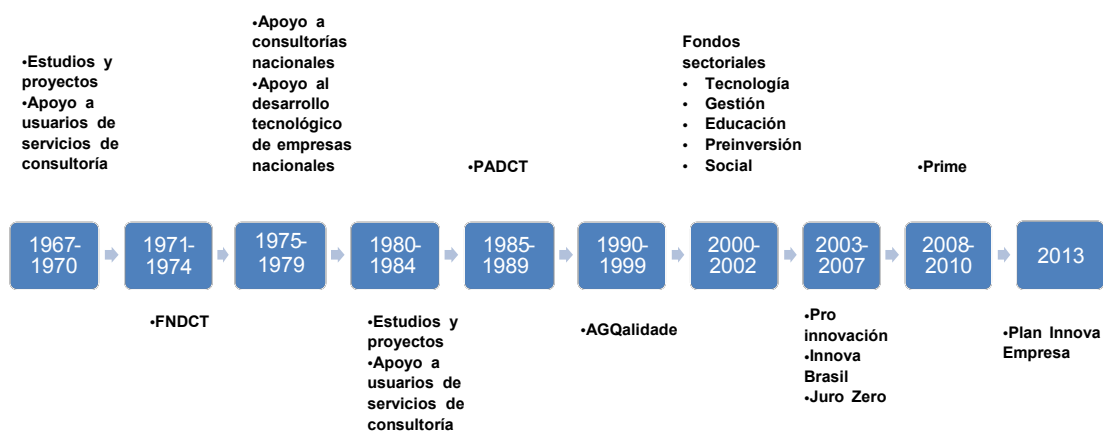 •Estudios y
proyectos
•Apoyo a
usuarios de
servicios de
consultoría
•Apoyo a
consultorías
nacionales
•Apoyo al
desarrollo
tecnológico
de empresas
nacionales
•PADCT
Fondos
sectoriales
• Tecnología
• Gestión
• Educación
• Preinversión
• Social
•Prime
1967-
1970
1971-
1974
1975-
1979
1980-
1984
1985-
1989
1990-
1999
2000-
2002
2003-
2007
2008-
2010
2013
•FNDCT
•Estudios y
proyectos
•Apoyo a
usuarios de
servicios de
consultoría
•AGQalidade
•Pro
innovación
•Innova
Brasil
•Juro Zero
•Plan Innova
Empresa